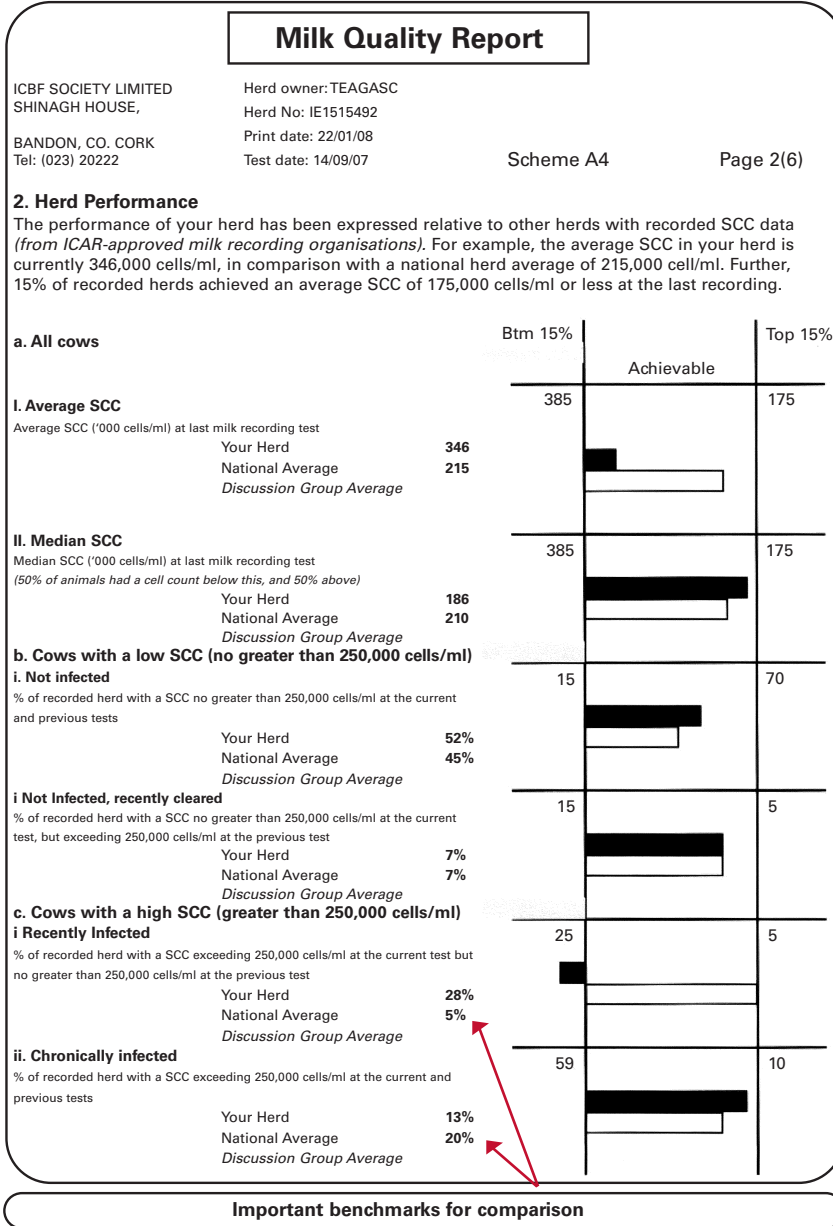 Milk Quality Report
ICBF SOCIETY LIMITED
SHINAGH HOUSE,
BANDON, CO. CORK
Tel: (023) 20222
Herd owner: TEAGASC
Herd No: IE1515492
Print date: 22/01/08
Test date: 14/09/07
Scheme A4
Page 2(6)
2. Herd Performance
The performance of your herd has been expressed relative to other herds with recorded SCC data
(from ICAR-approved milk recording organisations). For example, the average SCC in your herd is
currently 346,000 cells/ml, in comparison with a national herd average of 215,000 cell/ml. Further,
15% of recorded herds achieved an average SCC of 175,000 cells/ml or less at the last recording.
a. All cows
Btm 15%
Achievable
Top 15%
I. Average SCC
385
175
Average SCC ('000 cells/ml) at last milk recording test
Your Herd 346
National Average 215
Discussion Group Average
II. Median SCC
385
175
Median SCC ('000 cells/ml) at last milk recording test
(50% of animals had a cell count below this, and 50% above)
Your Herd 186
National Average 210
Discussion Group Average
b. Cows with a low SCC (no greater than 250,000 cells/ml)
i. Not infected
15
70
% of recorded herd with a SCC no greater than 250,000 cells/ml at the current
and previous tests
Your Herd 52%
National Average 45%
Discussion Group Average
i Not Infected, recently cleared
15
5
% of recorded herd with a SCC no greater than 250,000 cells/ml at the current
test, but exceeding 250,000 cells/ml at the previous test
Your Herd 7%
National Average 7%
Discussion Group Average
c. Cows with a high SCC (greater than 250,000 cells/ml)
i Recently Infected
25
5
% of recorded herd with a SCC exceeding 250,000 cells/ml at the current test but
no greater than 250,000 cells/ml at the previous test
Your Herd 28%
National Average 5%
Discussion Group Average
ii. Chronically infected
59
10
% of recorded herd with a SCC exceeding 250,000 cells/ml at the current and
previous tests
Your Herd 13%
National Average 20%
Discussion Group Average
Important benchmarks for comparison